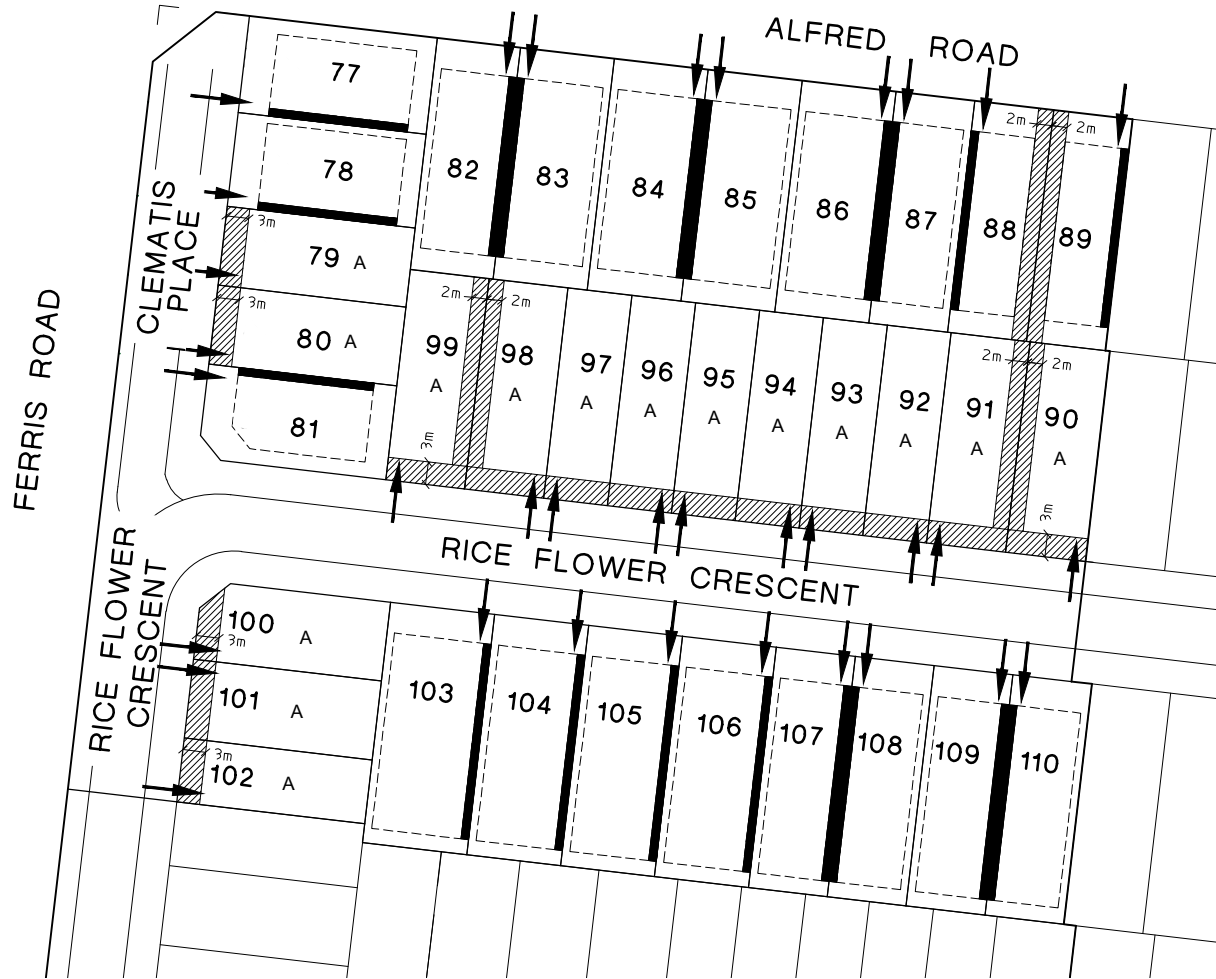 ALFRED ROAD
77
78
79 A
80 A
81
82
83
84
85
86
87
88
89
2m
2m
3m
3m
CLEMATIS
PLACE
FERRIS ROAD
99
A
98
A
97
A
96
A
95
A
94
A
93
A
92
A
91
A
90
A
2m
2m
2m
2m
3m
3m
RICE FLOWER CRESCENT
RICE FLOWER
CRESCENT
100 A
3m
101 A
3m
102 A
103
104
105
106
107
108
109
110